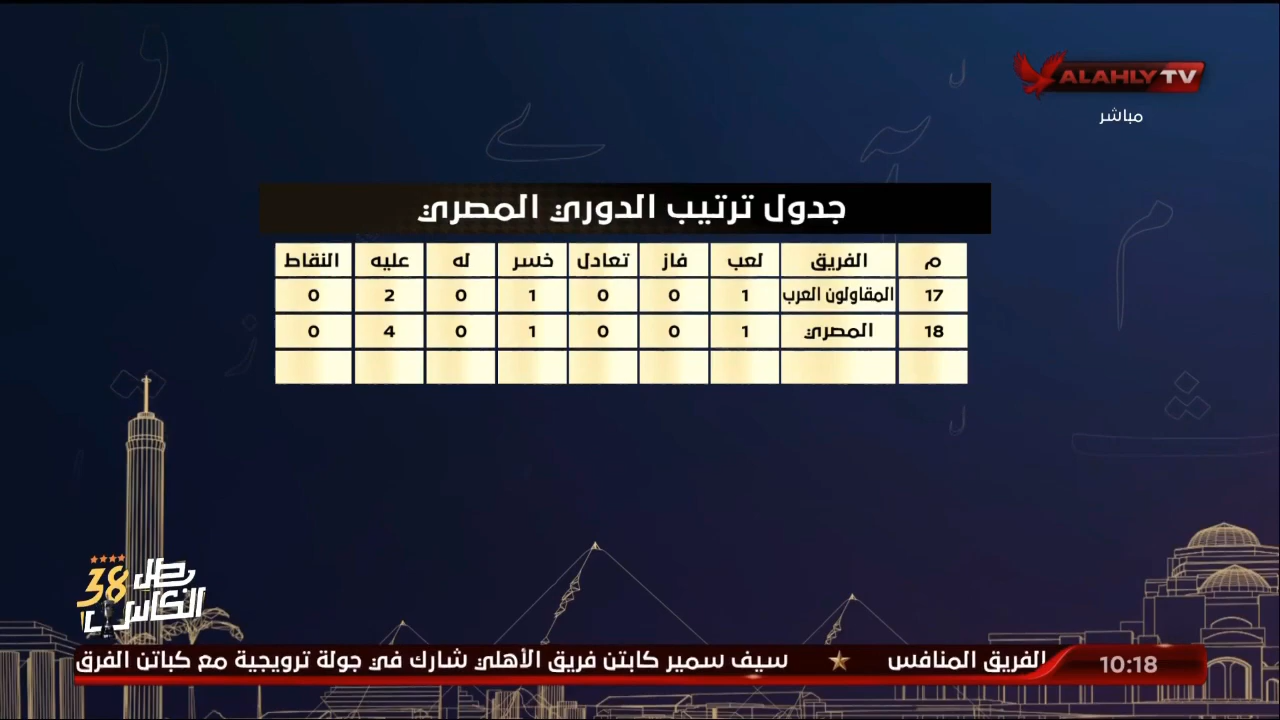 ALAHLY TV
مباشر
جدول ترتيب الدوري المصري
م الفريق لعب فاز تعادل خسر له عليه النقاط
17 المقاولون العرب 1 0 0 1 0 2 0
18 المصري 1 0 0 1 0 4 0
بطل
الكاس 38
10:18 الفريق المنافس ★ سيف سمير كابتن فريق الأهلي شارك في جولة ترويجية مع كباتن الفرق